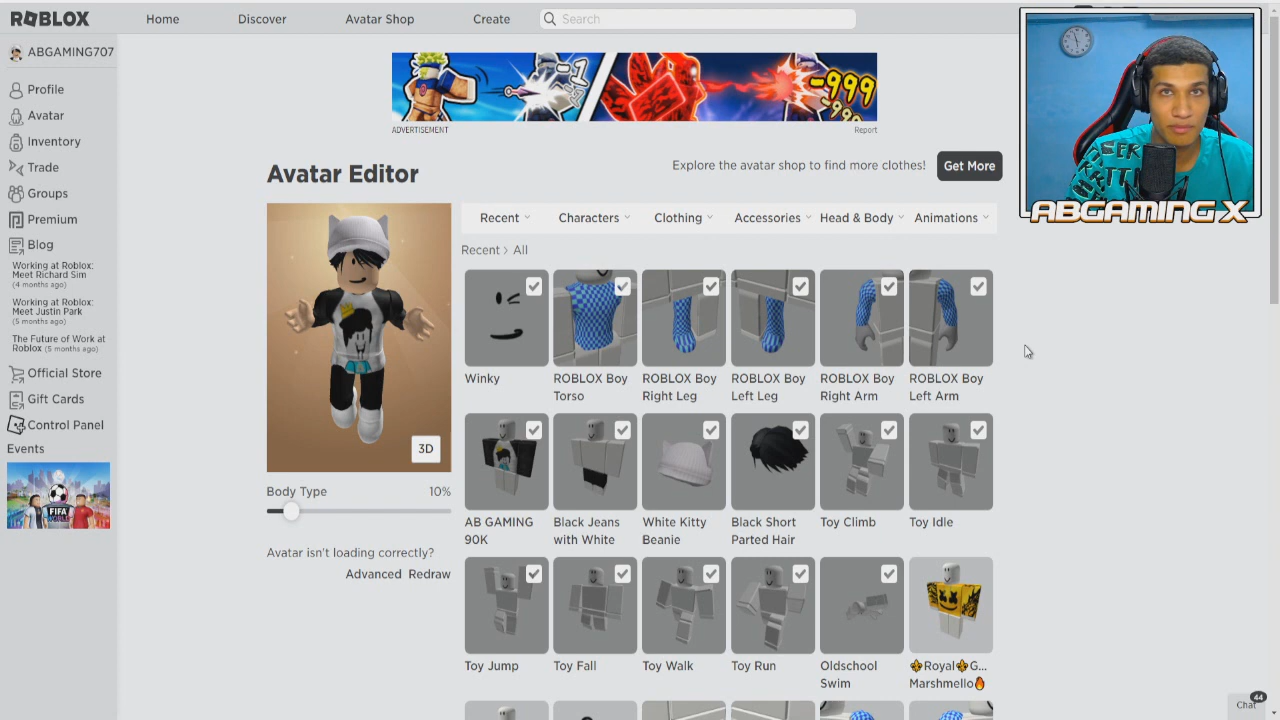 ROBLOX
Home
Discover
Avatar Shop
Create
Search
ABGAMING707
Profile
Avatar
Inventory
Trade
Groups
Premium
Blog
Working at Roblox:
Meet Richard Sim
(4 months ago)
Working at Roblox:
Meet Justin Park
(5 months ago)
The Future of Work at
Roblox (5 months ago)
Official Store
Gift Cards
Control Panel
Events
FIFA
-1
-999
ADVERTISEMENT
Report
Avatar Editor
Explore the avatar shop to find more clothes!
Get More
3D
Body Type
10%
Avatar isn't loading correctly?
Advanced Redraw
Recent
Characters
Clothing
Accessories
Head & Body
Animations
Recent > All
Winky
ROBLOX Boy
Torso
ROBLOX Boy
Right Leg
ROBLOX Boy
Left Leg
ROBLOX Boy
Right Arm
ROBLOX Boy
Left Arm
AB GAMING
90K
Black Jeans
with White
White Kitty
Beanie
Black Short
Parted Hair
Toy Climb
Toy Idle
Toy Jump
Toy Fall
Toy Walk
Toy Run
Oldschool
Swim
⚜Royal⚜G...
Marshmello🔥
ABGAMING X
Chat
44